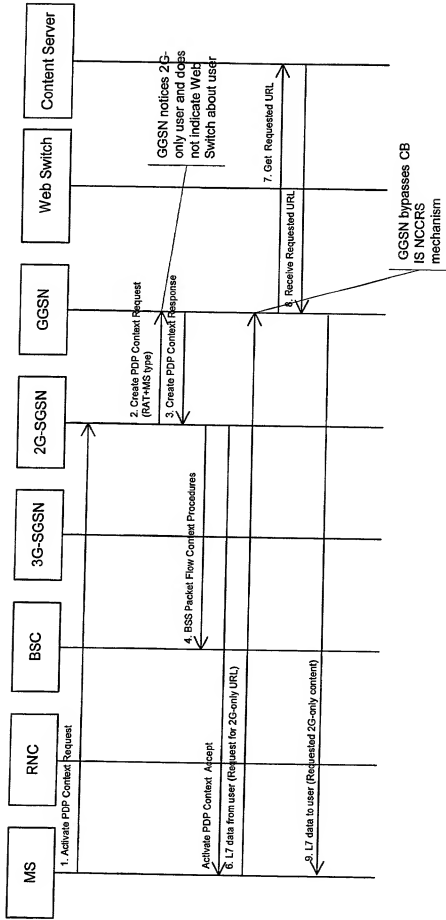 MS
RNC
BSC
3G-SGSN
2G-SGSN
GGSN
Web Switch
Content Server
1. Activate PDP Context Request
2. Create PDP Context Request
(RAT+MS type)
3. Create PDP Context Response
GGSN notices 2G-
only user and does
not indicate Web
Switch about user
4. BSS Packet Flow Context Procedures
Activate PDP Context Accept
6. L7 data from user (Request for 2G-only URL)
7. Get Requested URL
8. Receive Requested URL
GGSN bypasses CB
IS NCCRS
mechanism
9. L7 data to user (Requested 2G-only content)